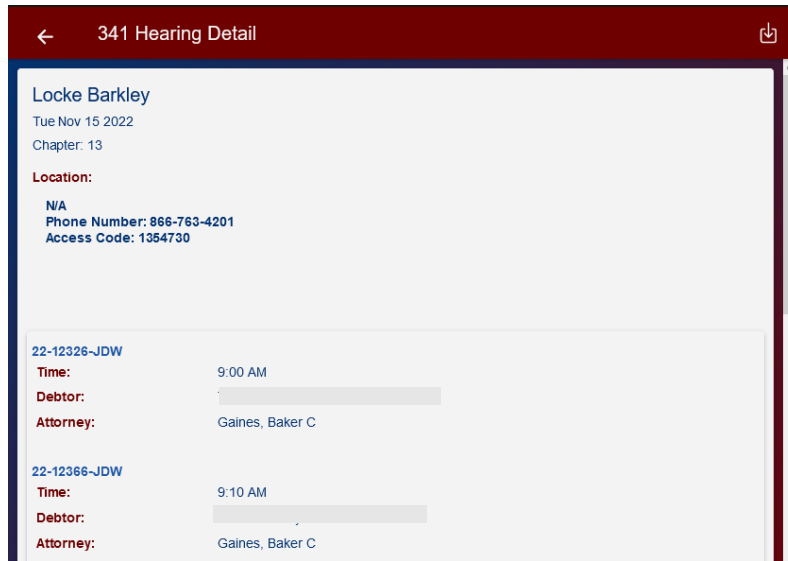 341 Hearing Detail
Locke Barkley
Tue Nov 15 2022
Chapter: 13
Location:
N/A
Phone Number: 866-763-4201
Access Code: 1354730
22-12326-JDW
Time: 9:00 AM
Debtor:
Attorney: Gaines, Baker C
22-12366-JDW
Time: 9:10 AM
Debtor:
Attorney: Gaines, Baker C